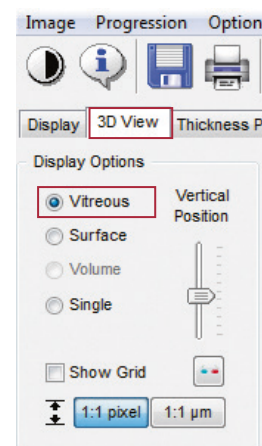 Image Progression Option
Display 3D View Thickness P
Display Options
Vitreous
Vertical
Position
Surface
Volume
Single
Show Grid
1:1 pixel 1:1 µm